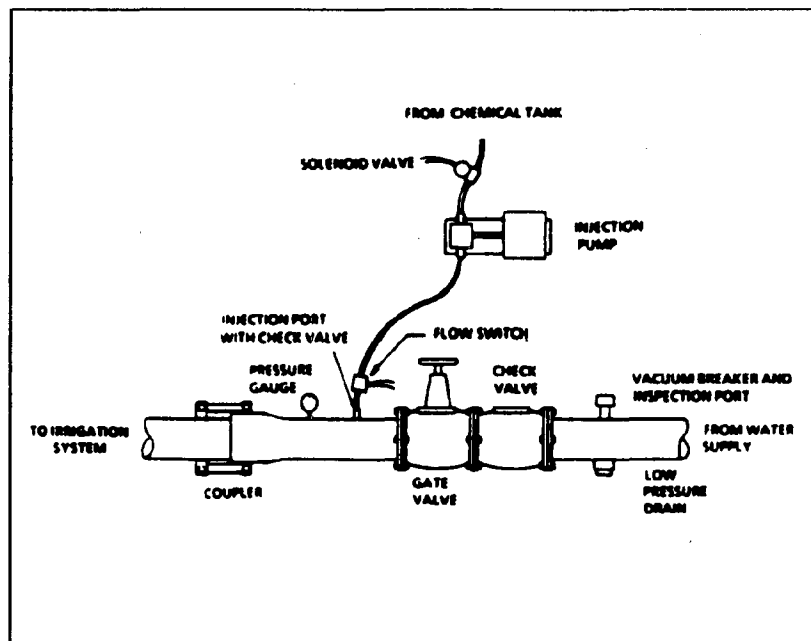 FROM CHEMICAL TANK
SOLENOID VALVE
INJECTION
PUMP
INJECTION PORT
WITH CHECK VALVE
FLOW SWITCH
PRESSURE
GAUGE
CHECK
VALVE
VACUUM BREAKER AND
INSPECTION PORT
TO IRRIGATION
SYSTEM
FROM WATER
SUPPLY
COUPLER
GATE
VALVE
LOW
PRESSURE
DRAIN